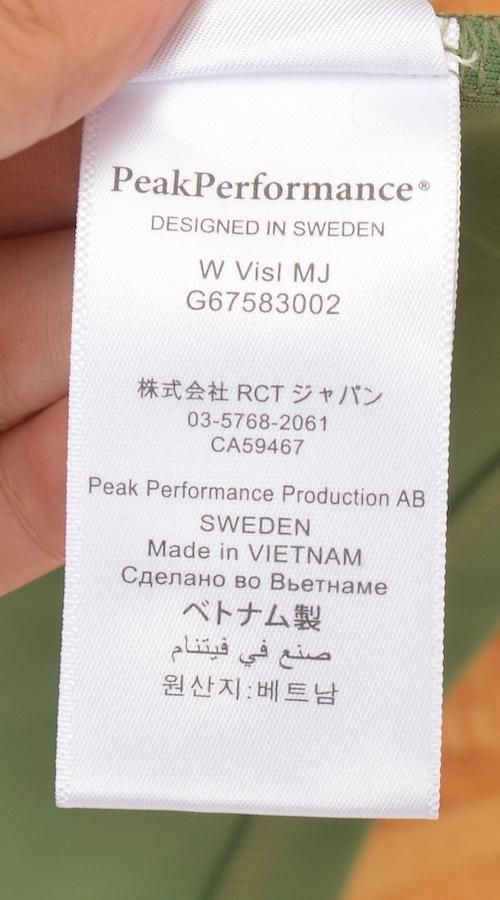 PeakPerformance®
DESIGNED IN SWEDEN
W Visl MJ
G67583002
株式会社 RCT ジャパン
03-5768-2061
CA59467
Peak Performance Production AB
SWEDEN
Made in VIETNAM
Сделано во Вьетнаме
ベトナム製
صنع في فيتنام
원산지:베트남